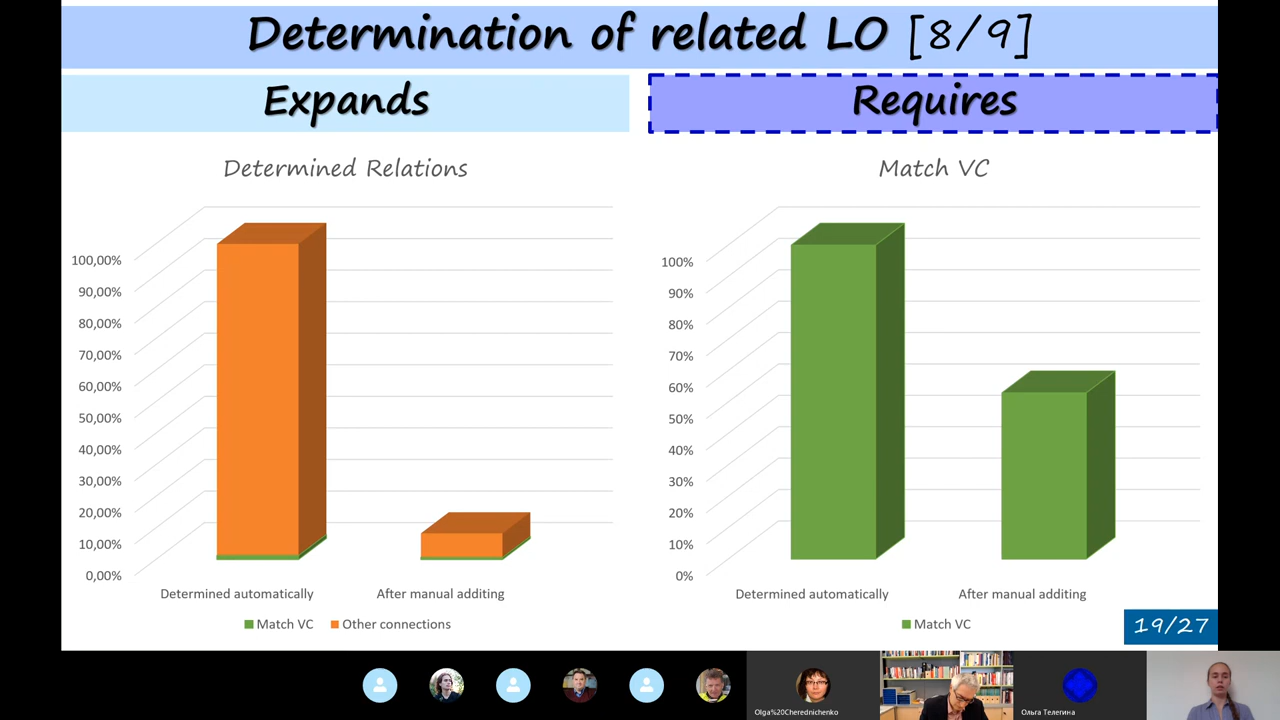 Determination of related LO [8/9]
Expands
Requires
Determined Relations
100,00%
90,00%
80,00%
70,00%
60,00%
50,00%
40,00%
30,00%
20,00%
10,00%
0,00%
Determined automatically
After manual additing
Match VC
Other connections
Match VC
100%
90%
80%
70%
60%
50%
40%
30%
20%
10%
0%
Determined automatically
After manual additing
Match VC
19/27
Olga%20Cherednichenko
Ольга Телегина